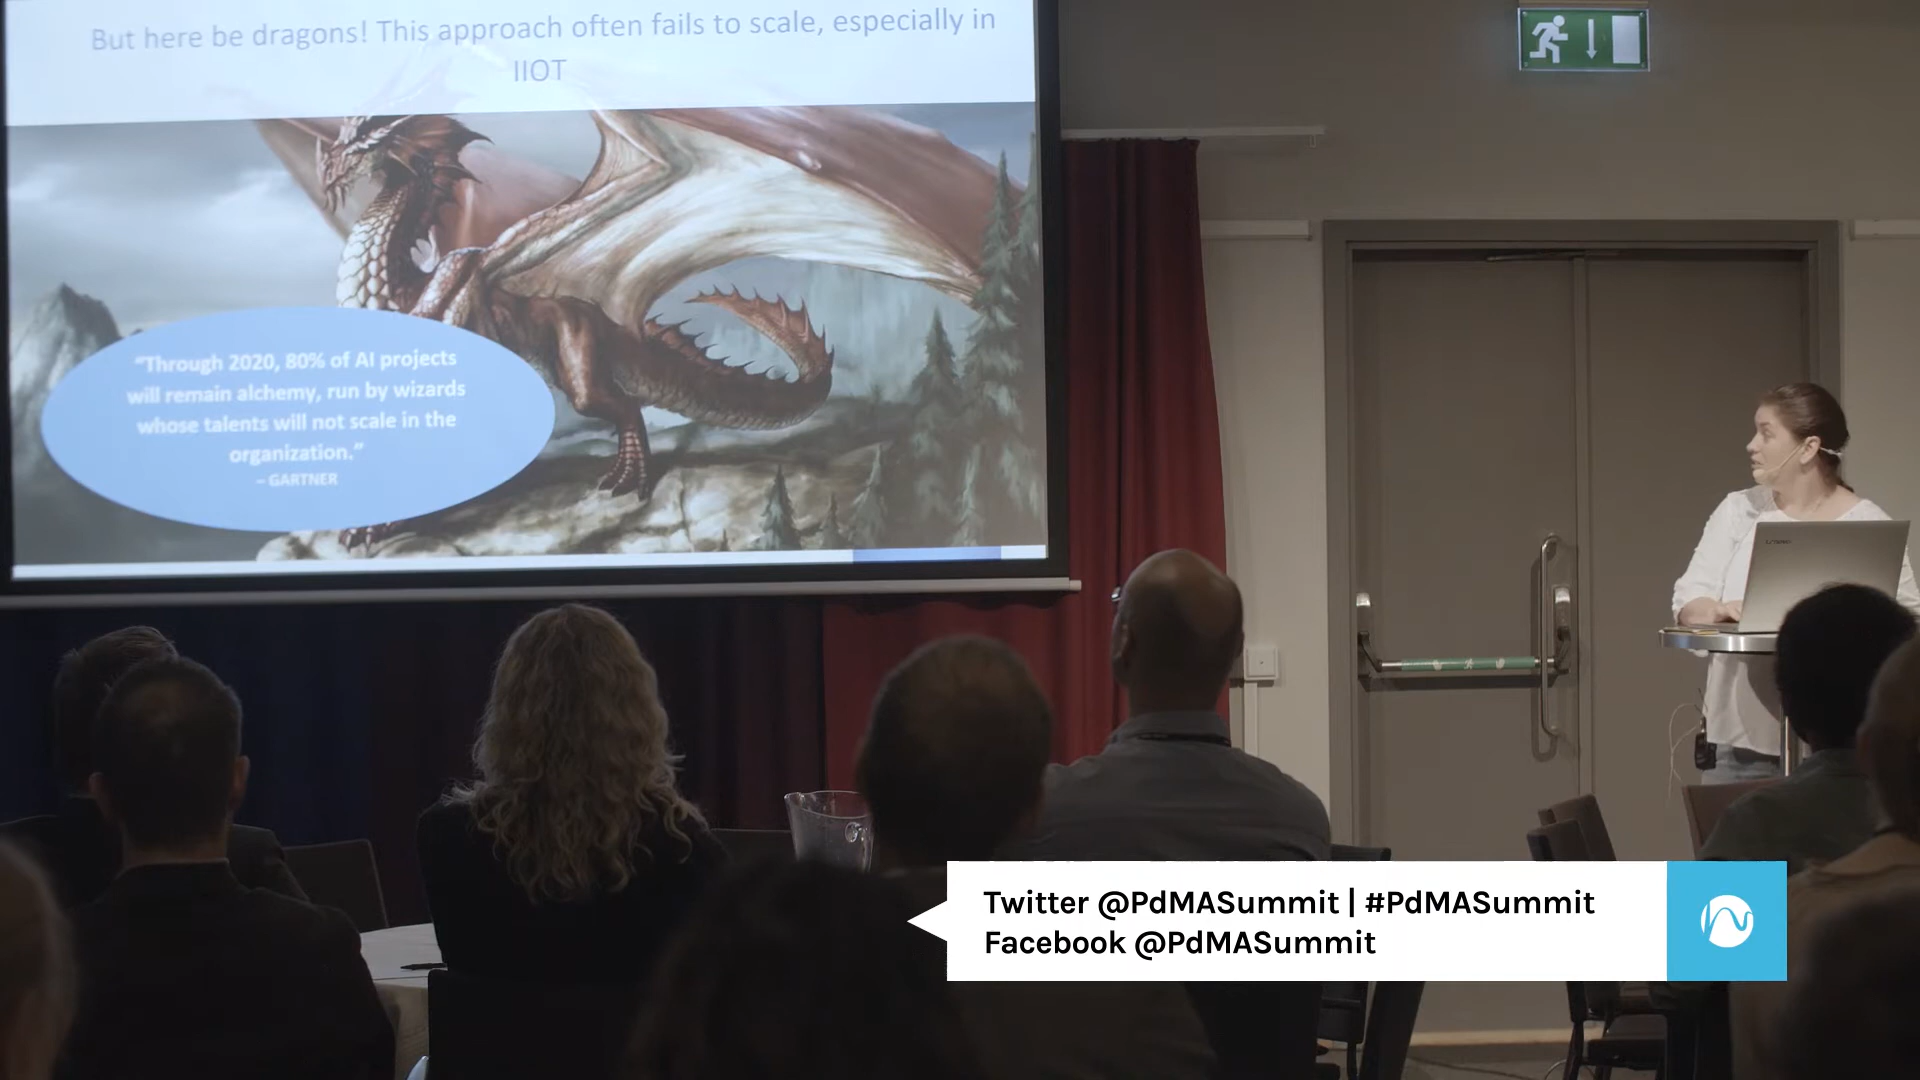 But here be dragons! This approach often fails to scale, especially in
IIOT
“Through 2020, 80% of AI projects
will remain alchemy, run by wizards
whose talents will not scale in the
organization.”
– GARTNER
Twitter @PdMASummit | #PdMASummit
Facebook @PdMASummit